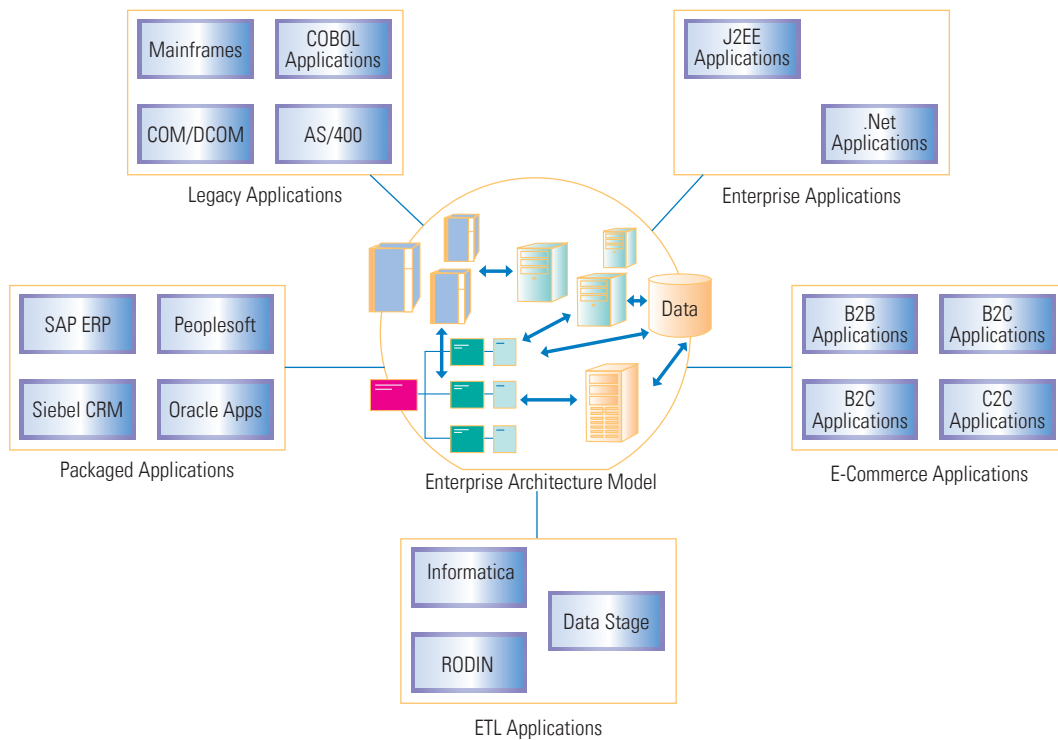 Mainframes
COBOL
Applications
COM/DCOM
AS/400
Legacy Applications
J2EE
Applications
.Net
Applications
Enterprise Applications
SAP ERP
Peoplesoft
Siebel CRM
Oracle Apps
Packaged Applications
Data
Enterprise Architecture Model
B2B
Applications
B2C
Applications
B2C
Applications
C2C
Applications
E-Commerce Applications
Informatica
Data Stage
RODIN
ETL Applications